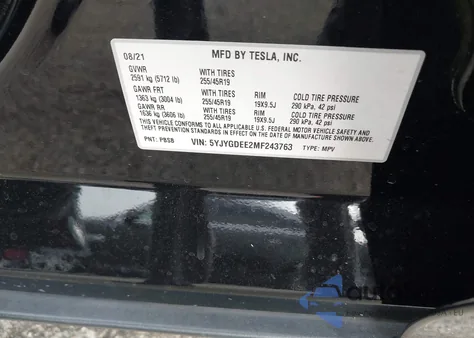 08/21 MFD BY TESLA, INC.
GVWR
2591 kg (5712 lb) WITH TIRES 255/45R19
GAWR FRT WITH TIRES RIM COLD TIRE PRESSURE
1363 kg (3004 lb) 255/45R19 19X9.5J 290 kPa, 42 psi
GAWR RR WITH TIRES RIM COLD TIRE PRESSURE
1636 kg (3606 lb) 255/45R19 19X9.5J 290 kPa, 42 psi
THIS VEHICLE CONFORMS TO ALL APPLICABLE U.S. FEDERAL MOTOR VEHICLE SAFETY AND
THEFT PREVENTION STANDARDS IN EFFECT ON THE DATE OF MANUFACTURE SHOWN ABOVE.
PNT: PBSB VIN: 5YJYGDEE2MF243763 TYPE: MPV